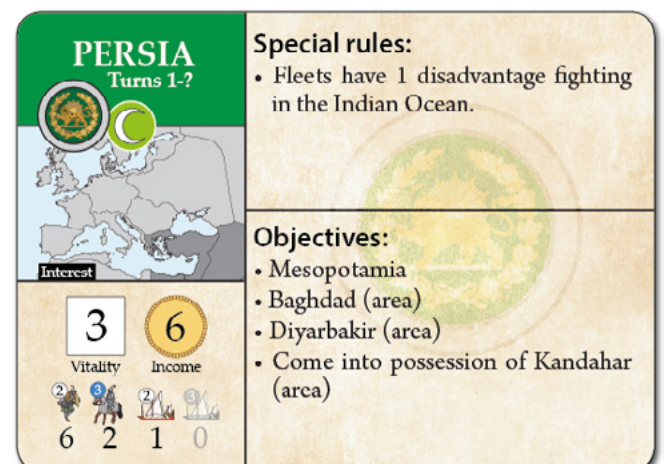 PERSIA
Turns 1-?
Interest
3
6
Vitality
Income
2
3
2
3
6
2
1
0
Special rules:
• Fleets have 1 disadvantage fighting
in the Indian Ocean.
Objectives:
• Mesopotamia
• Baghdad (area)
• Diyarbakir (area)
• Come into possession of Kandahar
(area)